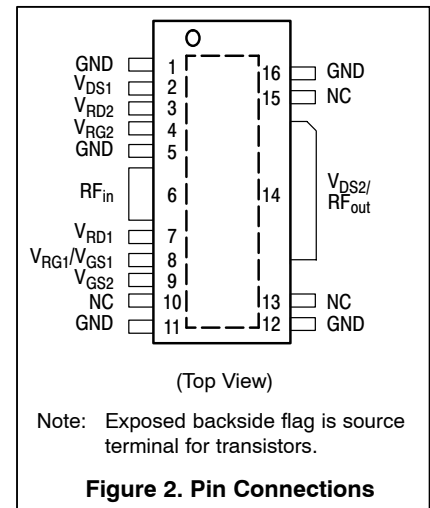 GND 1 16 GND
VDS1 2 15 NC
VRD2 3
VRG2 4
GND 5
RFin 6 14 VDS2/
RFout
VRD1 7
VRG1/VGS1 8
VGS2 9
NC 10 13 NC
GND 11 12 GND
(Top View)
Note: Exposed backside flag is source
terminal for transistors.
Figure 2. Pin Connections